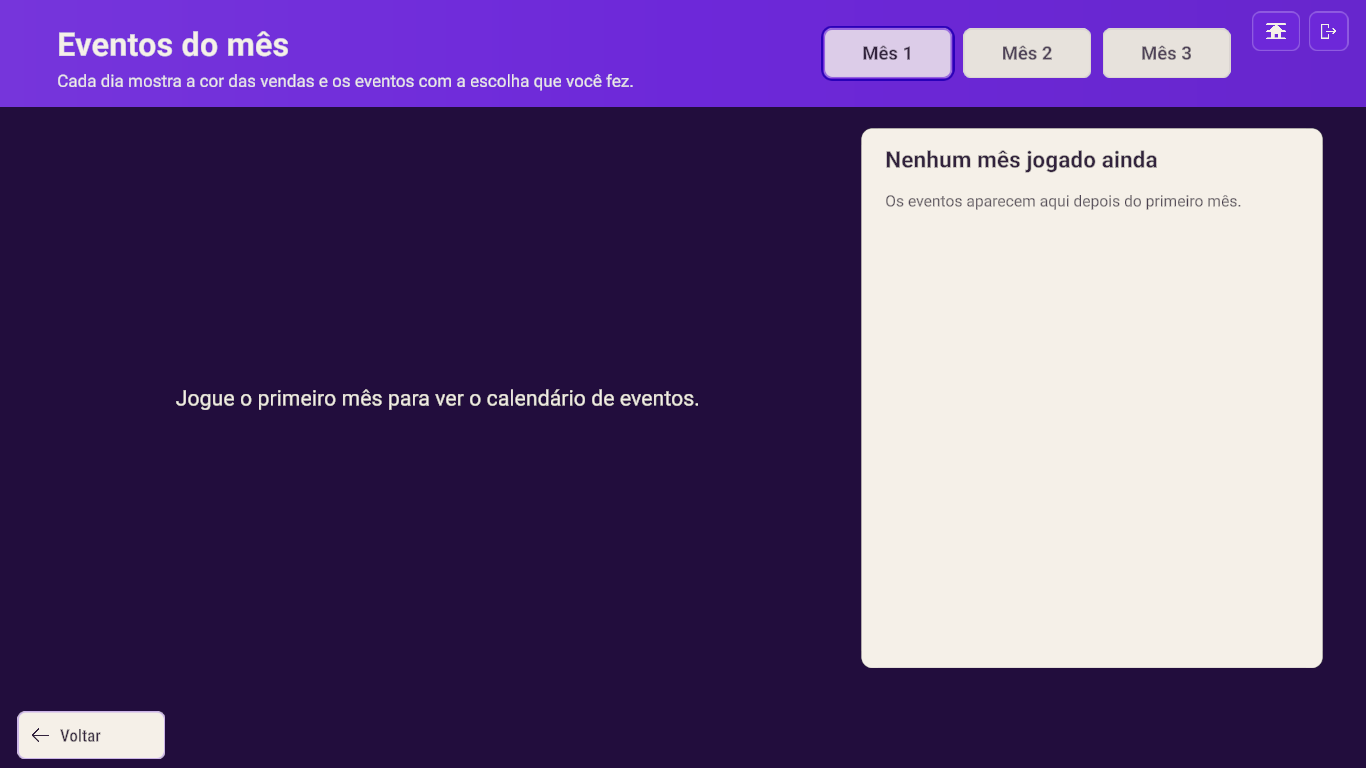 Eventos do mês
Cada dia mostra a cor das vendas e os eventos com a escolha que você fez.
Mês 1
Mês 2
Mês 3
Nenhum mês jogado ainda
Os eventos aparecem aqui depois do primeiro mês.
Jogue o primeiro mês para ver o calendário de eventos.
Voltar